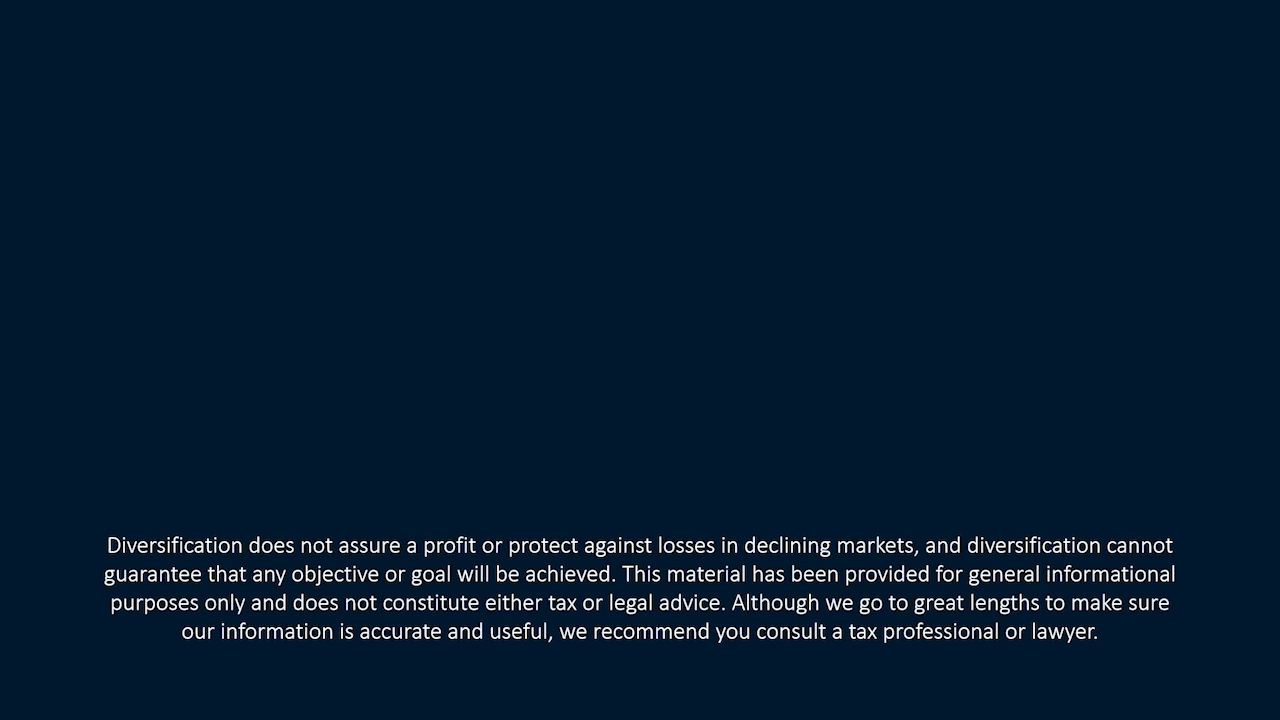 Diversification does not assure a profit or protect against losses in declining markets, and diversification cannot
guarantee that any objective or goal will be achieved. This material has been provided for general informational
purposes only and does not constitute either tax or legal advice. Although we go to great lengths to make sure
our information is accurate and useful, we recommend you consult a tax professional or lawyer.